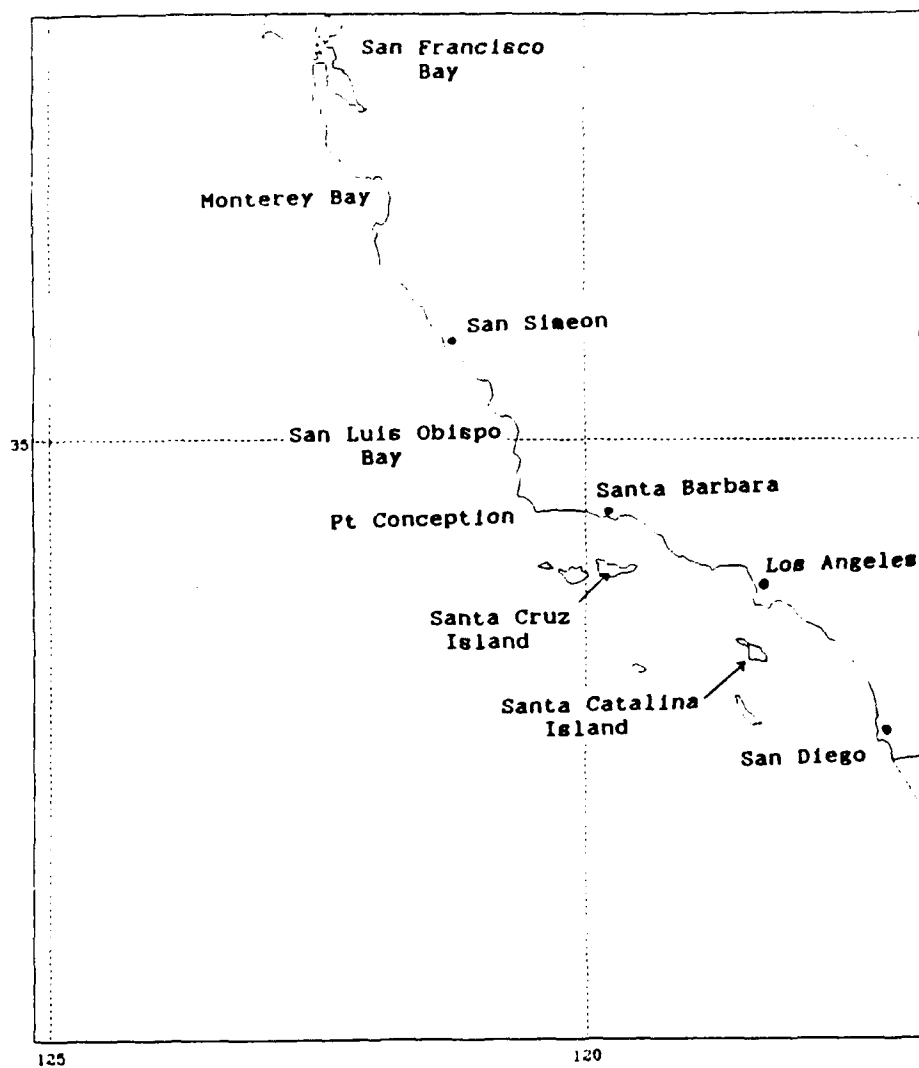 San Francisco
Bay
Monterey Bay
San Simeon
35
San Luis Obispo
Bay
Santa Barbara
Pt Conception
Los Angeles
Santa Cruz
Island
Santa Catalina
Island
San Diego
125
120